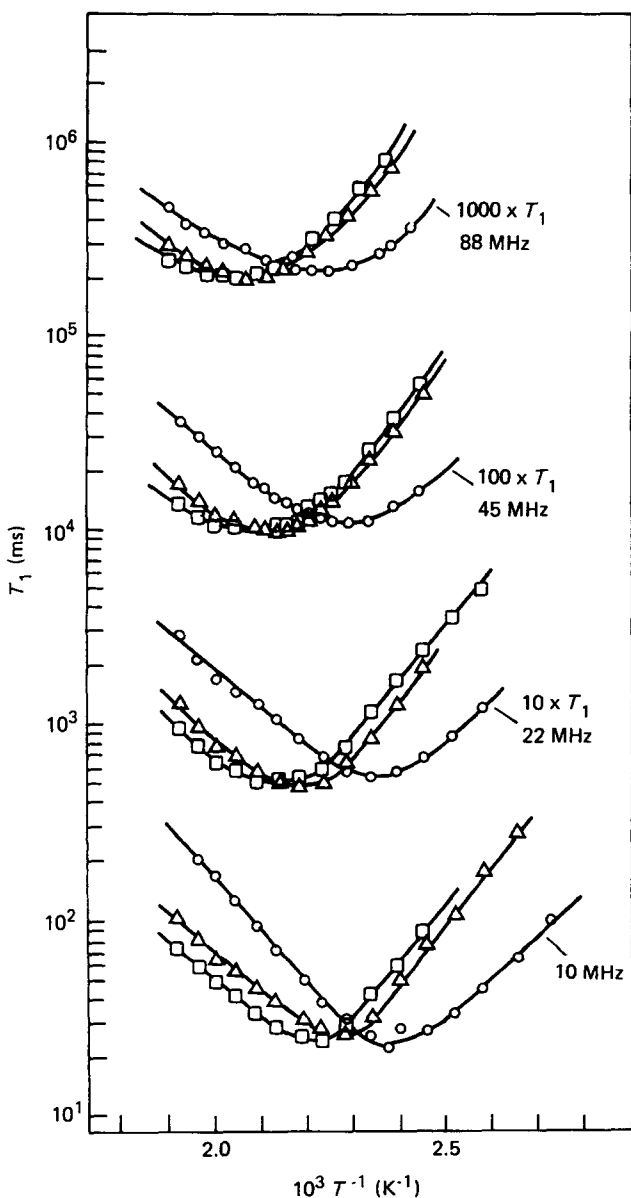 10⁶
1000 x T₁
88 MHz
10⁵
100 x T₁
45 MHz
10⁴
T₁ (ms)
10 x T₁
22 MHz
10³
10²
10 MHz
10¹
2.0
2.5
10³ T⁻¹ (K⁻¹)